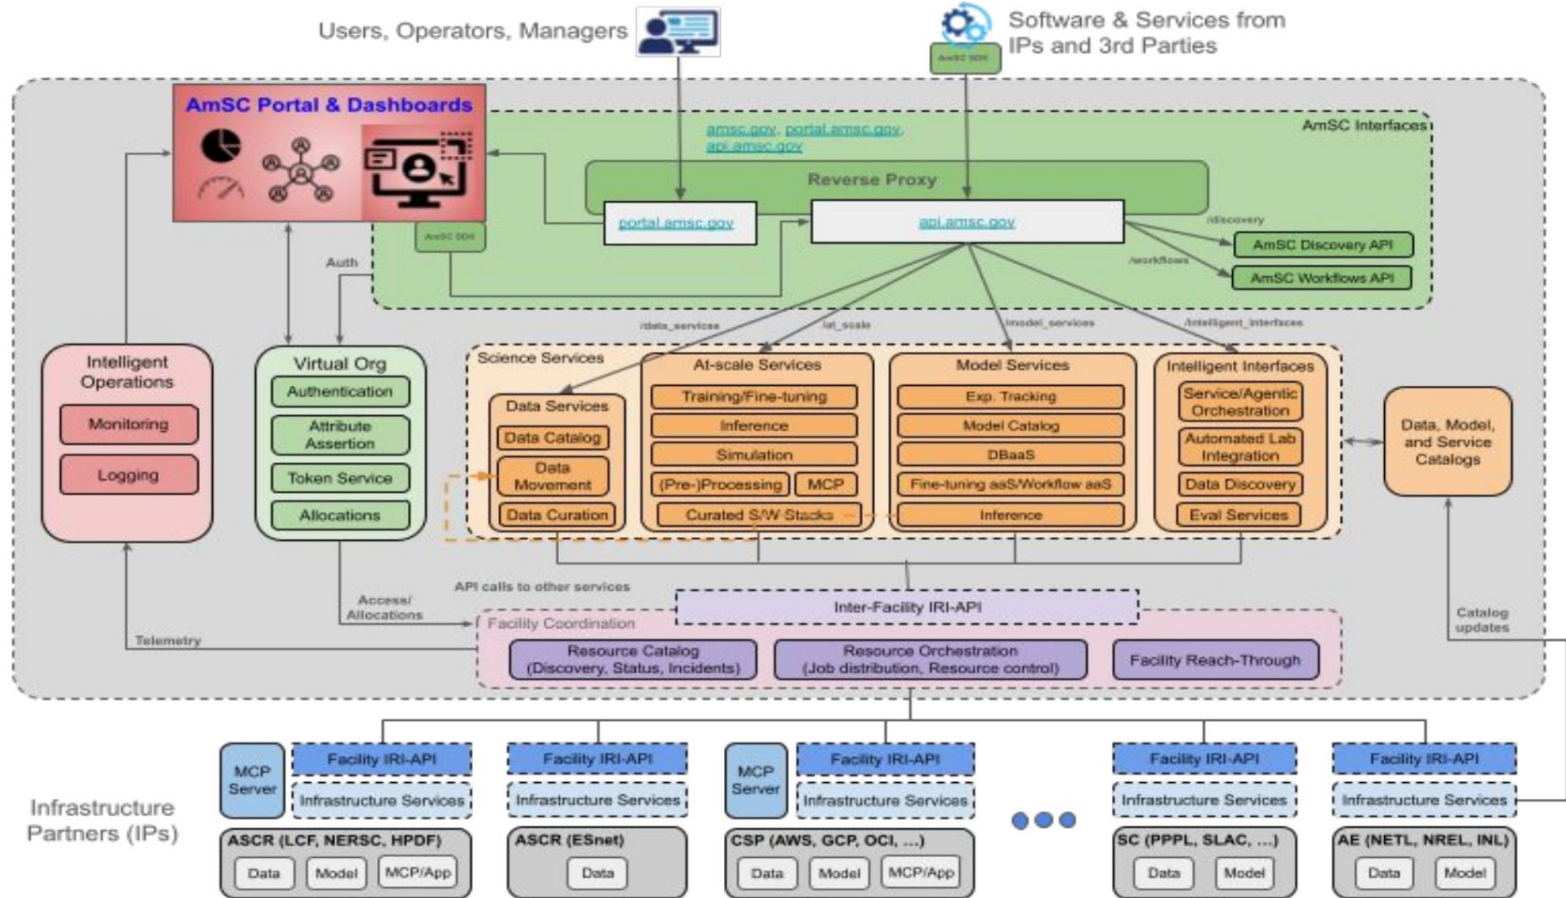 Users, Operators, Managers
Software & Services from
IPs and 3rd Parties
AmSC SDK
AmSC Portal & Dashboards
AmSC Interfaces
amsc.gov, portal.amsc.gov,
api.amsc.gov
Reverse Proxy
portal.amsc.gov
api.amsc.gov
/discovery
AmSC Discovery API
/workflows
AmSC Workflows API
AmSC SDK
Auth
/data_services
/at_scale
/model_services
/intelligent_interfaces
Intelligent
Operations
Monitoring
Logging
Virtual Org
Authentication
Attribute
Assertion
Token Service
Allocations
Science Services
Data Services
Data Catalog
Data
Movement
Data Curation
At-scale Services
Training/Fine-tuning
Inference
Simulation
(Pre-)Processing
MCP
Curated S/W Stacks
Model Services
Exp. Tracking
Model Catalog
DBaaS
Fine-tuning aaS/Workflow aaS
Inference
Intelligent Interfaces
Service/Agentic
Orchestration
Automated Lab
Integration
Data Discovery
Eval Services
Data, Model,
and Service
Catalogs
API calls to other services
Access/
Allocations
Telemetry
Catalog
updates
Inter-Facility IRI-API
Facility Coordination
Resource Catalog
(Discovery, Status, Incidents)
Resource Orchestration
(Job distribution, Resource control)
Facility Reach-Through
Infrastructure
Partners (IPs)
MCP
Server
Facility IRI-API
Infrastructure Services
ASCR (LCF, NERSC, HPDF)
Data
Model
MCP/App
Facility IRI-API
Infrastructure Services
ASCR (ESnet)
Data
MCP
Server
Facility IRI-API
Infrastructure Services
CSP (AWS, GCP, OCI, ...)
Data
Model
MCP/App
Facility IRI-API
Infrastructure Services
SC (PPPL, SLAC, ...)
Data
Model
Facility IRI-API
Infrastructure Services
AE (NETL, NREL, INL)
Data
Model